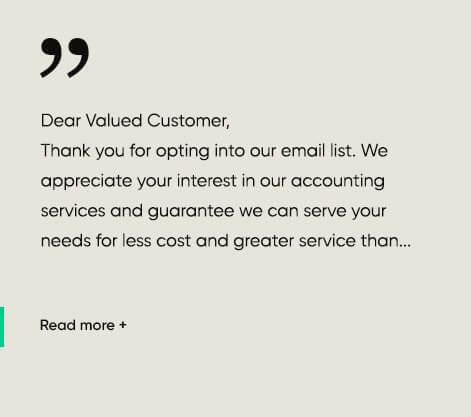 ”
Dear Valued Customer,
Thank you for opting into our email list. We
appreciate your interest in our accounting
services and guarantee we can serve your
needs for less cost and greater service than...
Read more +